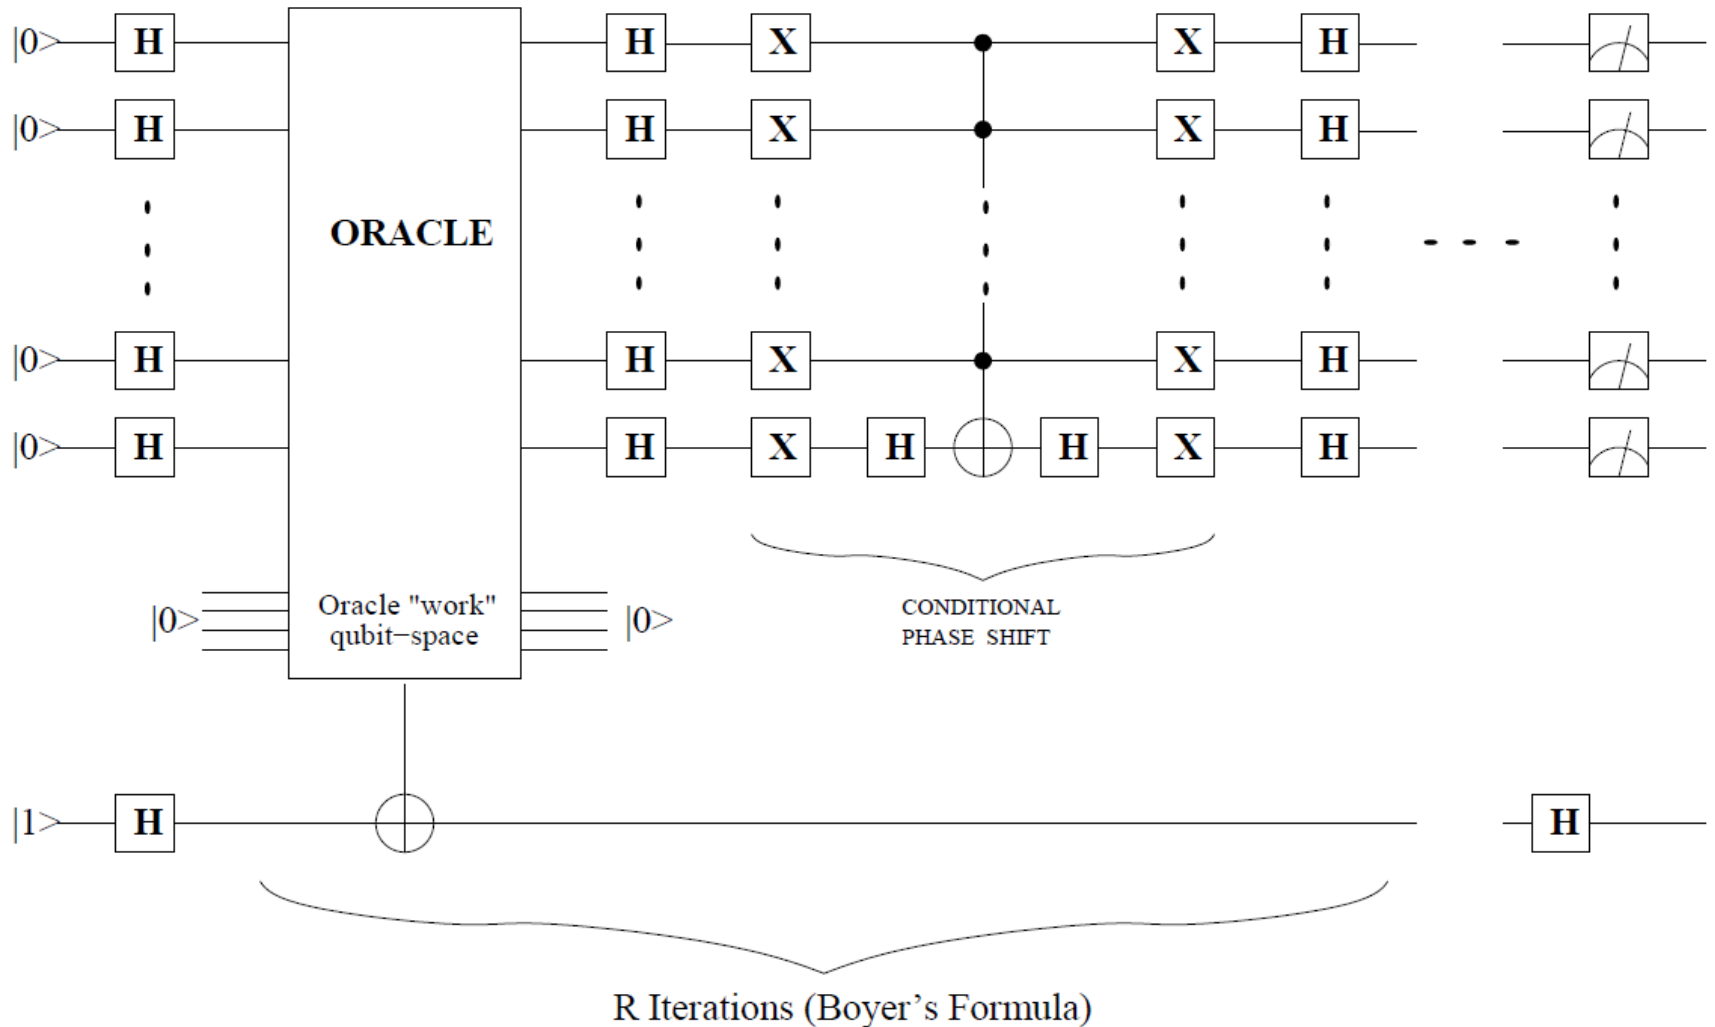 |0> H H X X H
|0> H H X X H
ORACLE
|0> H H X X H
|0> H H X H H X H
|0> Oracle "work" |0> CONDITIONAL
qubit−space PHASE SHIFT
|1> H H
R Iterations (Boyer's Formula)